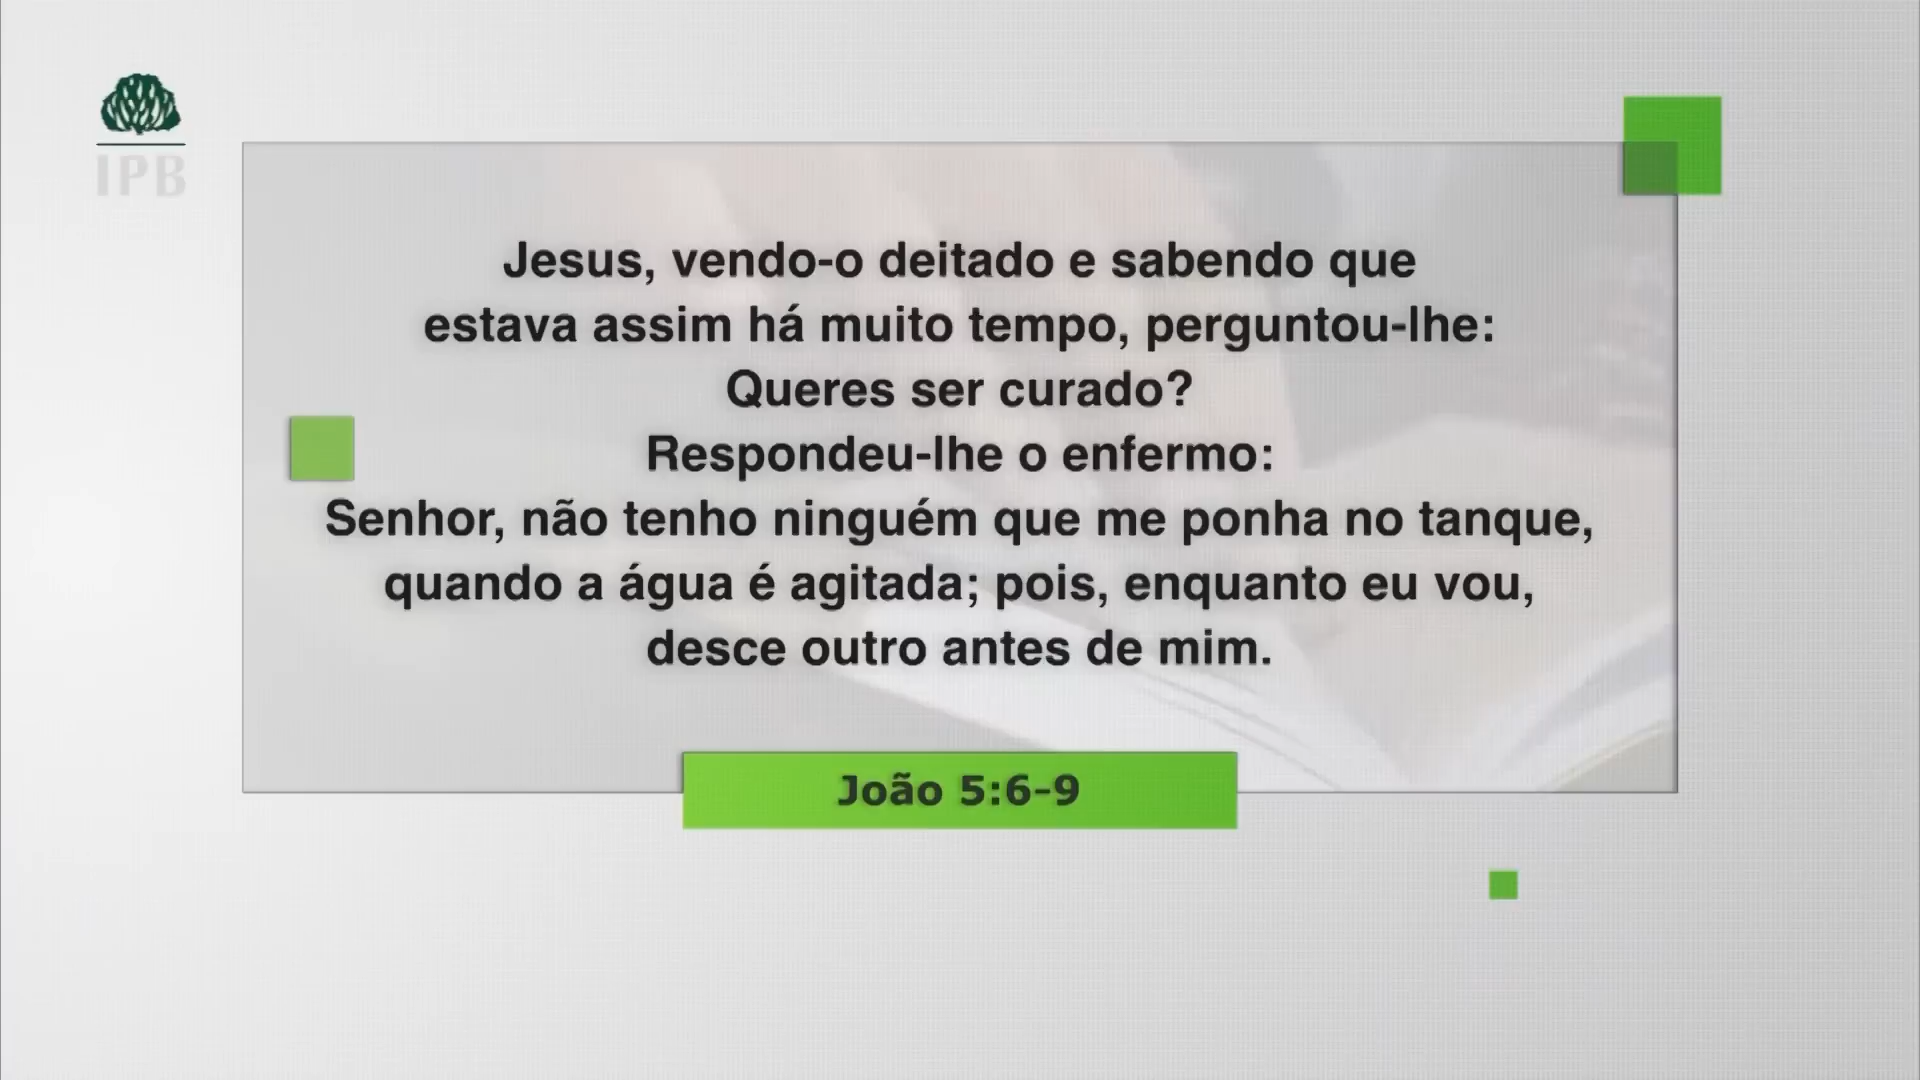 IPB
Jesus, vendo-o deitado e sabendo que
estava assim há muito tempo, perguntou-lhe:
Queres ser curado?
Respondeu-lhe o enfermo:
Senhor, não tenho ninguém que me ponha no tanque,
quando a água é agitada; pois, enquanto eu vou,
desce outro antes de mim.
João 5:6-9